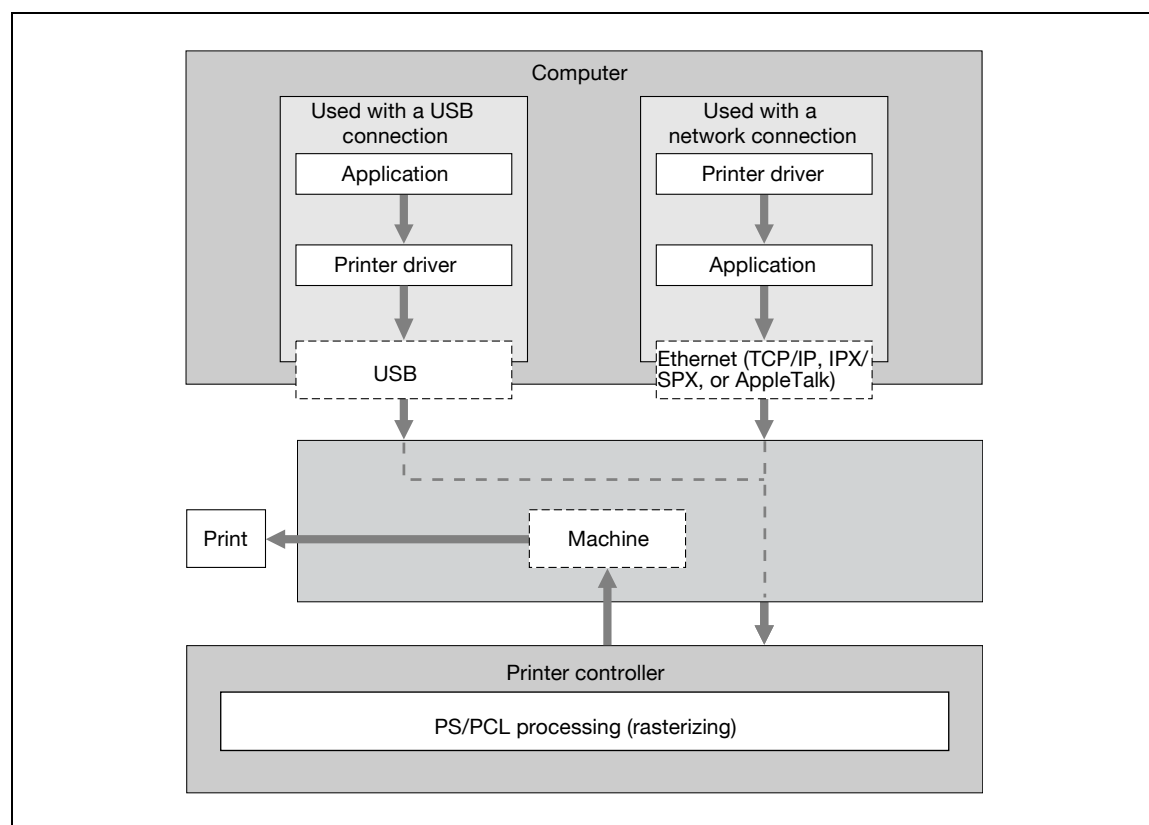 Computer
Used with a USB
connection
Application
Printer driver
USB
Used with a
network connection
Printer driver
Application
Ethernet (TCP/IP, IPX/
SPX, or AppleTalk)
Print
Machine
Printer controller
PS/PCL processing (rasterizing)